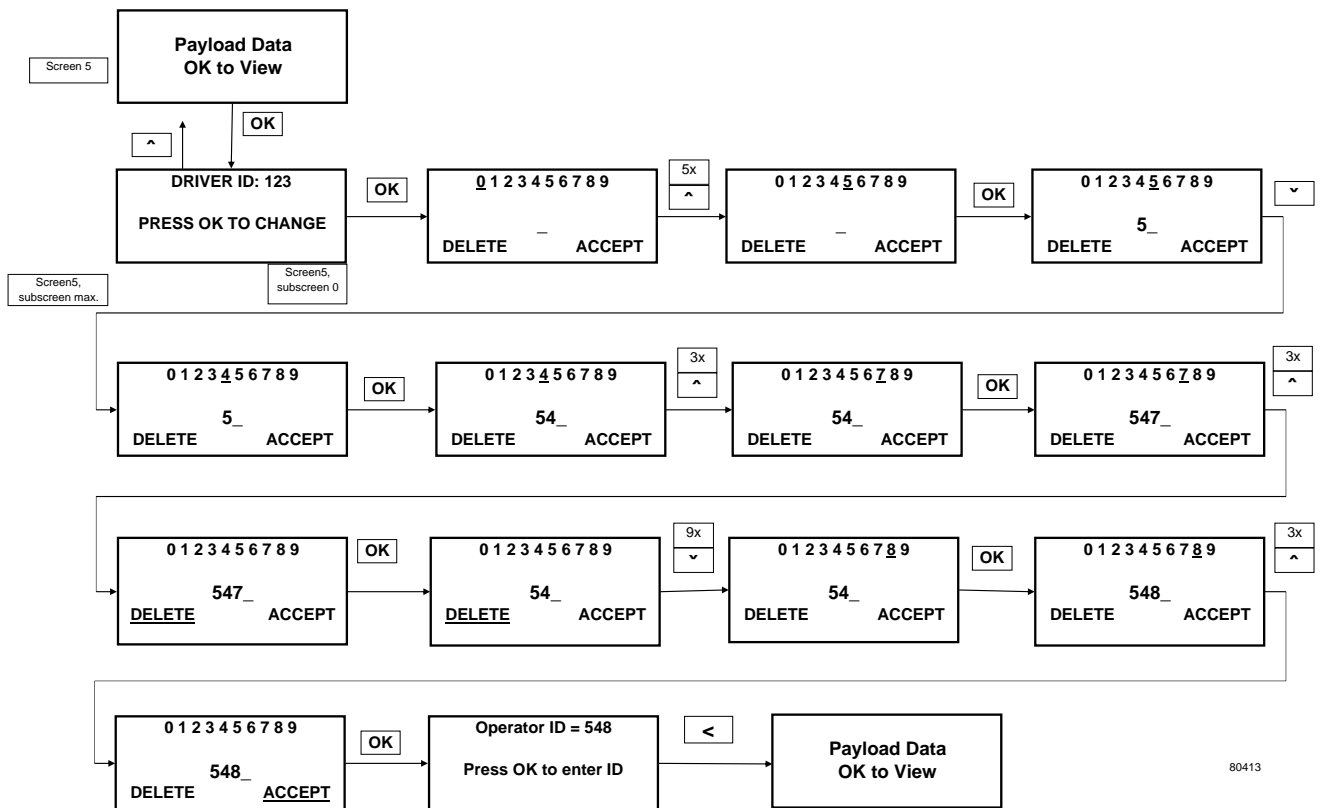 Payload Data
OK to View
Screen 5
OK
^
DRIVER ID: 123
PRESS OK TO CHANGE
Screen5,
subscreen 0
Screen5,
subscreen max.
OK
0 1 2 3 4 5 6 7 8 9
_
DELETE ACCEPT
5x
^
0 1 2 3 4 5 6 7 8 9
_
DELETE ACCEPT
OK
0 1 2 3 4 5 6 7 8 9
5_
DELETE ACCEPT
ˇ
0 1 2 3 4 5 6 7 8 9
5_
DELETE ACCEPT
OK
0 1 2 3 4 5 6 7 8 9
54_
DELETE ACCEPT
3x
^
0 1 2 3 4 5 6 7 8 9
54_
DELETE ACCEPT
OK
0 1 2 3 4 5 6 7 8 9
547_
DELETE ACCEPT
3x
^
0 1 2 3 4 5 6 7 8 9
547_
DELETE ACCEPT
OK
0 1 2 3 4 5 6 7 8 9
54_
DELETE ACCEPT
9x
ˇ
0 1 2 3 4 5 6 7 8 9
54_
DELETE ACCEPT
OK
0 1 2 3 4 5 6 7 8 9
548_
DELETE ACCEPT
3x
^
0 1 2 3 4 5 6 7 8 9
548_
DELETE ACCEPT
OK
Operator ID = 548
Press OK to enter ID
<
Payload Data
OK to View
80413